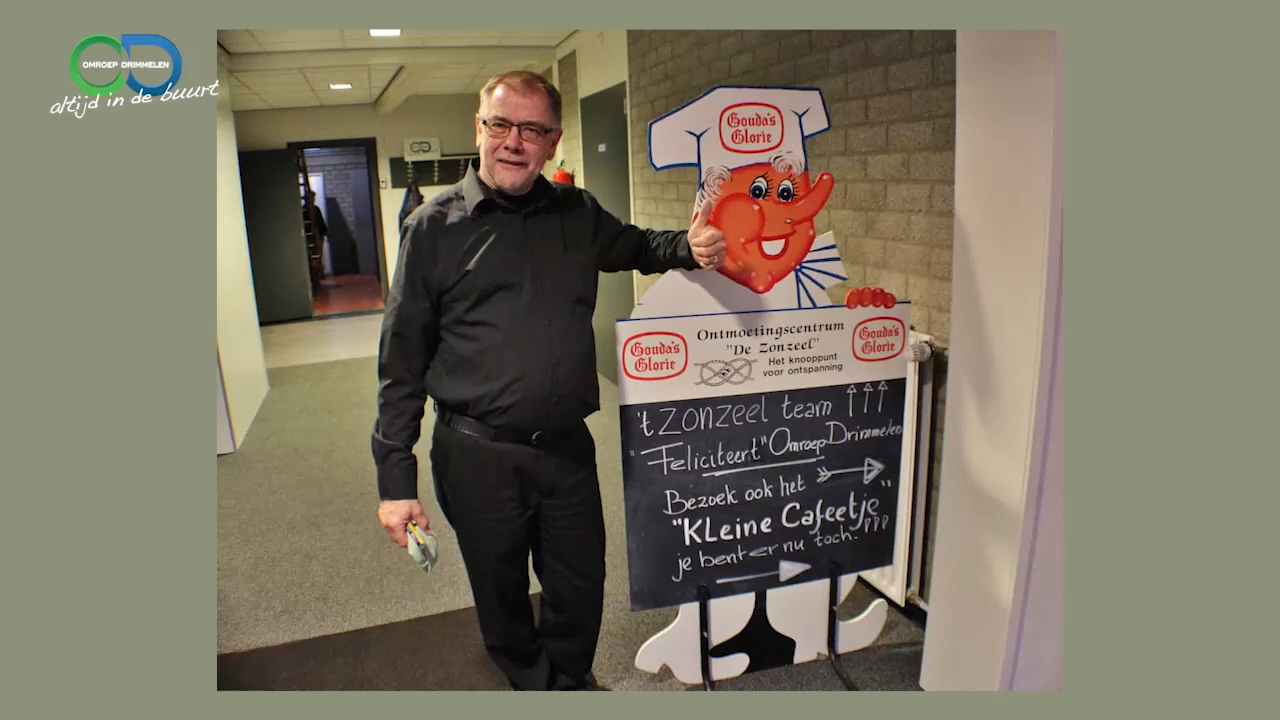 OMROEP DRIMMELEN
altijd in de buurt
Gouda's
Glorie
Ontmoetingscentrum
"De Zonzeel"
Het knooppunt
voor ontspanning
Gouda's
Glorie
Gouda's
Glorie
't Zonzeel team
"Feliciteert" Omroep Drimmelen
Bezoek ook het
"Kleine Cafeetje"
je bent er nu toch.